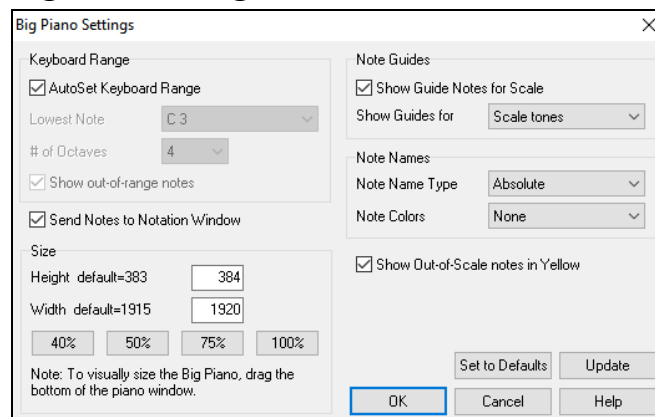 Big Piano Settings
Keyboard Range
AutoSet Keyboard Range
Lowest Note C 3
# of Octaves 4
Show out-of-range notes
Send Notes to Notation Window
Size
Height default=383 384
Width default=1915 1920
40% 50% 75% 100%
Note: To visually size the Big Piano, drag the
bottom of the piano window.
Note Guides
Show Guide Notes for Scale
Show Guides for Scale tones
Note Names
Note Name Type Absolute
Note Colors None
Show Out-of-Scale notes in Yellow
Set to Defaults Update
OK Cancel Help